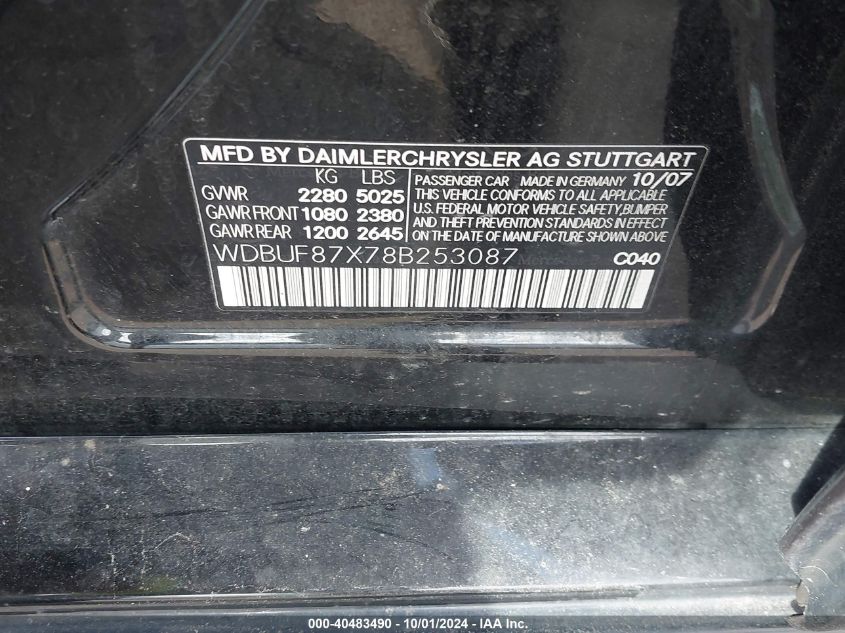 MFD BY DAIMLERCHRYSLER AG STUTTGART
KG LBS
GVWR 2280 5025
GAWR FRONT 1080 2380
GAWR REAR 1200 2645
PASSENGER CAR MADE IN GERMANY 10/07
THIS VEHICLE CONFORMS TO ALL APPLICABLE
U.S. FEDERAL MOTOR VEHICLE SAFETY, BUMPER
AND THEFT PREVENTION STANDARDS IN EFFECT
ON THE DATE OF MANUFACTURE SHOWN ABOVE.
WDBUF87X78B253087
C040
000-40483490 - 10/01/2024 - IAA Inc.